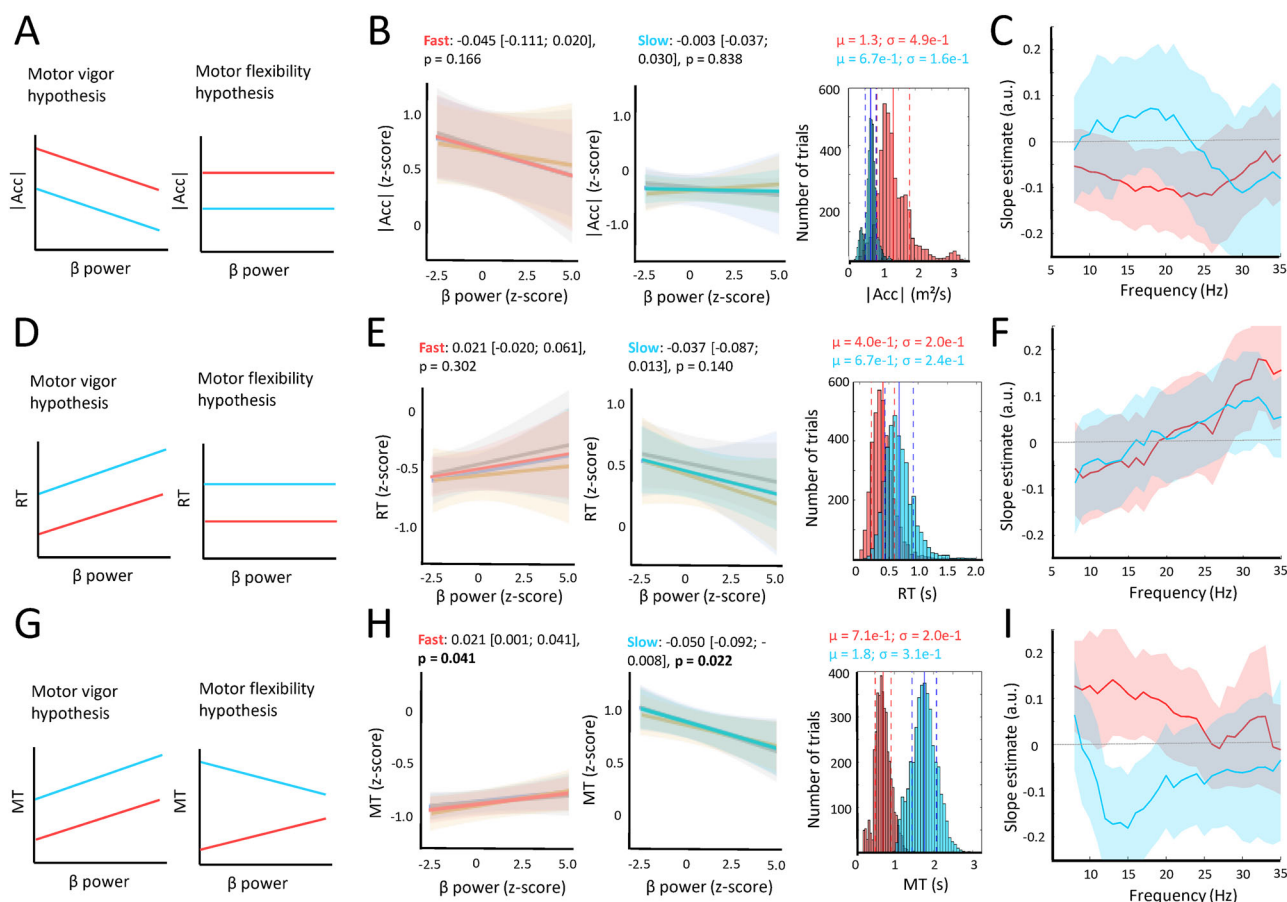 A
Motor vigor
hypothesis
Motor flexibility
hypothesis
|Acc|
β power
|Acc|
β power
B
Fast: -0.045 [-0.111; 0.020],
p = 0.166
|Acc| (z-score)
1.0
0.5
0
-2.5 0 2.5 5.0
β power (z-score)
Slow: -0.003 [-0.037;
0.030], p = 0.838
|Acc| (z-score)
1.0
0
-1.0
-2.5 0 2.5 5.0
β power (z-score)
μ = 1.3; σ = 4.9e-1
μ = 6.7e-1; σ = 1.6e-1
Number of trials
600
400
200
0 1 2 3
|Acc| (m²/s)
C
Slope estimate (a.u.)
0.2
0.1
0
-0.1
-0.2
5 10 15 20 25 30 35
Frequency (Hz)
D
Motor vigor
hypothesis
Motor flexibility
hypothesis
RT
β power
RT
β power
E
Fast: 0.021 [-0.020; 0.061],
p = 0.302
RT (z-score)
0
-0.5
-1.0
-2.5 0 2.5 5.0
β power (z-score)
Slow: -0.037 [-0.087;
0.013], p = 0.140
RT (z-score)
1.0
0.5
0
-2.5 0 2.5 5.0
β power (z-score)
μ = 4.0e-1; σ = 2.0e-1
μ = 6.7e-1; σ = 2.4e-1
Number of trials
600
400
200
0 0.5 1.0 1.5 2.0
RT (s)
F
Slope estimate (a.u.)
0.2
0.1
0
-0.1
-0.2
5 10 15 20 25 30 35
Frequency (Hz)
G
Motor vigor
hypothesis
Motor flexibility
hypothesis
MT
β power
MT
β power
H
Fast: 0.021 [0.001; 0.041],
p = 0.041
MT (z-score)
0
-0.5
-1.0
-2.5 0 2.5 5.0
β power (z-score)
Slow: -0.050 [-0.092; -
0.008], p = 0.022
MT (z-score)
1.0
0.5
0
-2.5 0 2.5 5.0
β power (z-score)
μ = 7.1e-1; σ = 2.0e-1
μ = 1.8; σ = 3.1e-1
Number of trials
400
300
200
100
0 1 2 3
MT (s)
I
Slope estimate (a.u.)
0.2
0.1
0
-0.1
-0.2
5 10 15 20 25 30 35
Frequency (Hz)